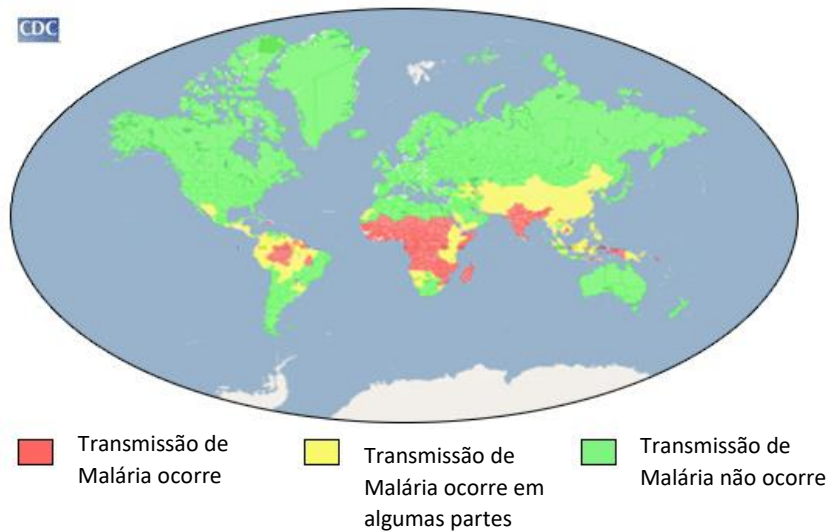 CDC
Transmissão de
Malária ocorre
Transmissão de
Malária ocorre em
algumas partes
Transmissão de
Malária não ocorre